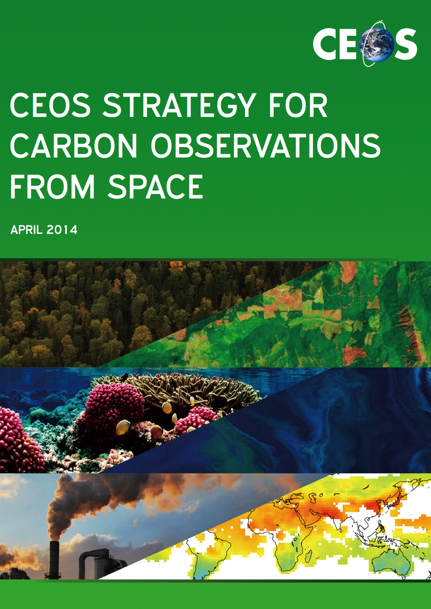 CEOS
CEOS STRATEGY FOR
CARBON OBSERVATIONS
FROM SPACE
APRIL 2014